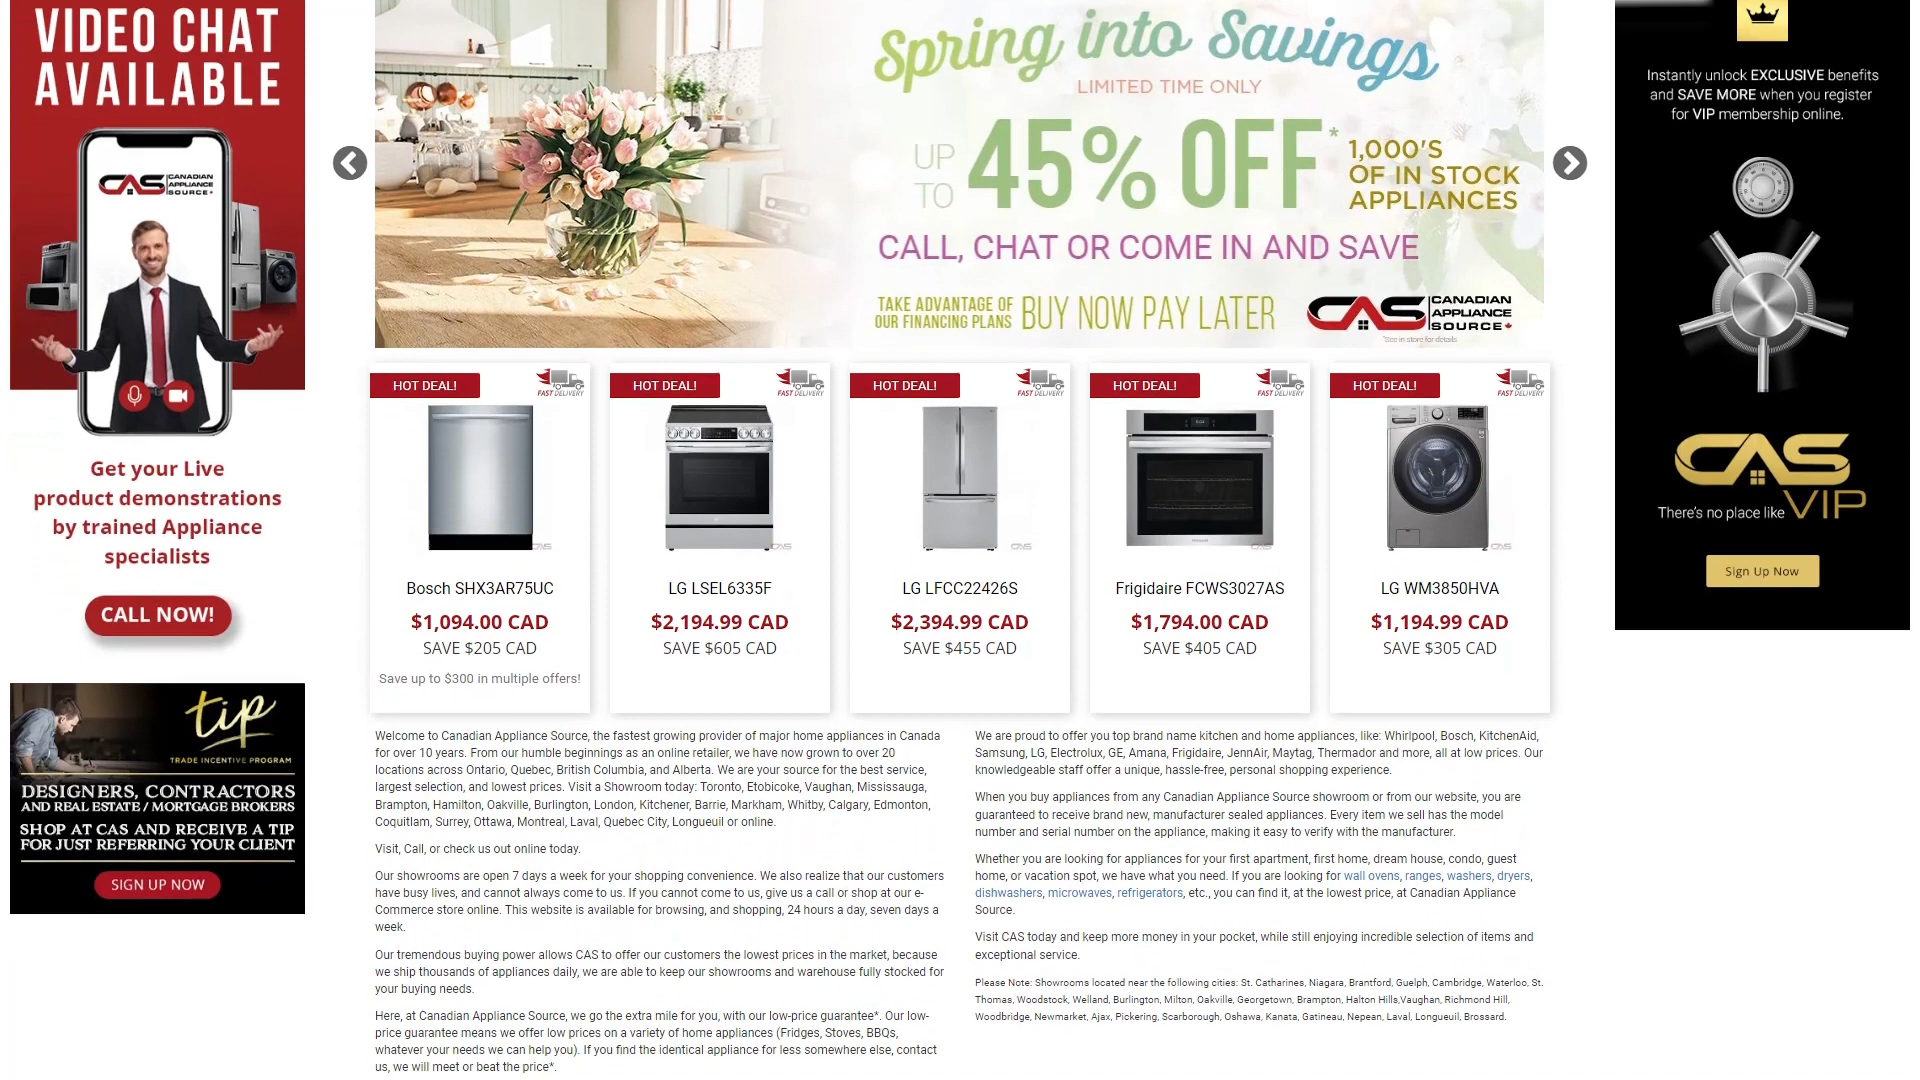 VIDEO CHAT
AVAILABLE
CAS CANADIAN
APPLIANCE
SOURCE
Get your Live
product demonstrations
by trained Appliance
specialists
CALL NOW!
tip
TRADE INCENTIVE PROGRAM
DESIGNERS, CONTRACTORS
AND REAL ESTATE / MORTGAGE BROKERS
SHOP AT CAS AND RECEIVE A TIP
FOR JUST REFERRING YOUR CLIENT
SIGN UP NOW
Spring into Savings
LIMITED TIME ONLY
UP TO 45% OFF*
1,000'S
OF IN STOCK
APPLIANCES
CALL, CHAT OR COME IN AND SAVE
TAKE ADVANTAGE OF
OUR FINANCING PLANS
BUY NOW PAY LATER
CAS CANADIAN
APPLIANCE
SOURCE
*See in store for details
HOT DEAL!
FAST DELIVERY
CAS
Bosch SHX3AR75UC
$1,094.00 CAD
SAVE $205 CAD
Save up to $300 in multiple offers!
HOT DEAL!
FAST DELIVERY
CAS
LG LSEL6335F
$2,194.99 CAD
SAVE $605 CAD
HOT DEAL!
FAST DELIVERY
CAS
LG LFCC22426S
$2,394.99 CAD
SAVE $455 CAD
HOT DEAL!
FAST DELIVERY
CAS
Frigidaire FCWS3027AS
$1,794.00 CAD
SAVE $405 CAD
HOT DEAL!
FAST DELIVERY
CAS
LG WM3850HVA
$1,194.99 CAD
SAVE $305 CAD
Welcome to Canadian Appliance Source, the fastest growing provider of major home appliances in Canada
for over 10 years. From our humble beginnings as an online retailer, we have now grown to over 20
locations across Ontario, Quebec, British Columbia, and Alberta. We are your source for the best service,
largest selection, and lowest prices. Visit a Showroom today: Toronto, Etobicoke, Vaughan, Mississauga,
Brampton, Hamilton, Oakville, Burlington, London, Kitchener, Barrie, Markham, Whitby, Calgary, Edmonton,
Coquitlam, Surrey, Ottawa, Montreal, Laval, Quebec City, Longueuil or online.
Visit, Call, or check us out online today.
Our showrooms are open 7 days a week for your shopping convenience. We also realize that our customers
have busy lives, and cannot always come to us. If you cannot come to us, give us a call or shop at our e-
Commerce store online. This website is available for browsing, and shopping, 24 hours a day, seven days a
week.
Our tremendous buying power allows CAS to offer our customers the lowest prices in the market, because
we ship thousands of appliances daily, we are able to keep our showrooms and warehouse fully stocked for
your buying needs.
Here, at Canadian Appliance Source, we go the extra mile for you, with our low-price guarantee*. Our low-
price guarantee means we offer low prices on a variety of home appliances (Fridges, Stoves, BBQs,
whatever your needs we can help you). If you find the identical appliance for less somewhere else, contact
us, we will meet or beat the price*.
We are proud to offer you top brand name kitchen and home appliances, like: Whirlpool, Bosch, KitchenAid,
Samsung, LG, Electrolux, GE, Amana, Frigidaire, JennAir, Maytag, Thermador and more, all at low prices. Our
knowledgeable staff offer a unique, hassle-free, personal shopping experience.
When you buy appliances from any Canadian Appliance Source showroom or from our website, you are
guaranteed to receive brand new, manufacturer sealed appliances. Every item we sell has the model
number and serial number on the appliance, making it easy to verify with the manufacturer.
Whether you are looking for appliances for your first apartment, first home, dream house, condo, guest
home, or vacation spot, we have what you need. If you are looking for wall ovens, ranges, washers, dryers,
dishwashers, microwaves, refrigerators, etc., you can find it, at the lowest price, at Canadian Appliance
Source.
Visit CAS today and keep more money in your pocket, while still enjoying incredible selection of items and
exceptional service.
Please Note: Showrooms located near the following cities: St. Catharines, Niagara, Brantford, Guelph, Cambridge, Waterloo, St.
Thomas, Woodstock, Welland, Burlington, Milton, Oakville, Georgetown, Brampton, Halton Hills,Vaughan, Richmond Hill,
Woodbridge, Newmarket, Ajax, Pickering, Scarborough, Oshawa, Kanata, Gatineau, Nepean, Laval, Longueuil, Brossard.
Instantly unlock EXCLUSIVE benefits
and SAVE MORE when you register
for VIP membership online.
CAS
There's no place like VIP
Sign Up Now